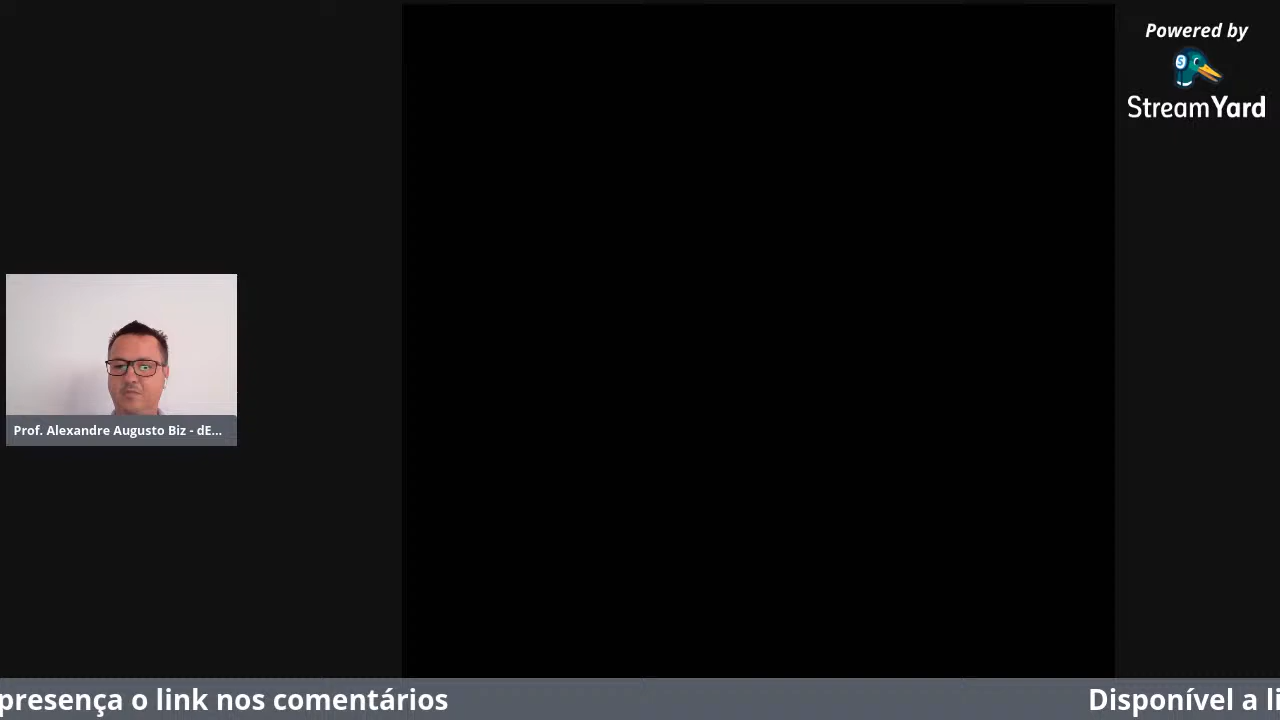 Powered by
StreamYard
Prof. Alexandre Augusto Biz - dE...
presença o link nos comentários
Disponível a li